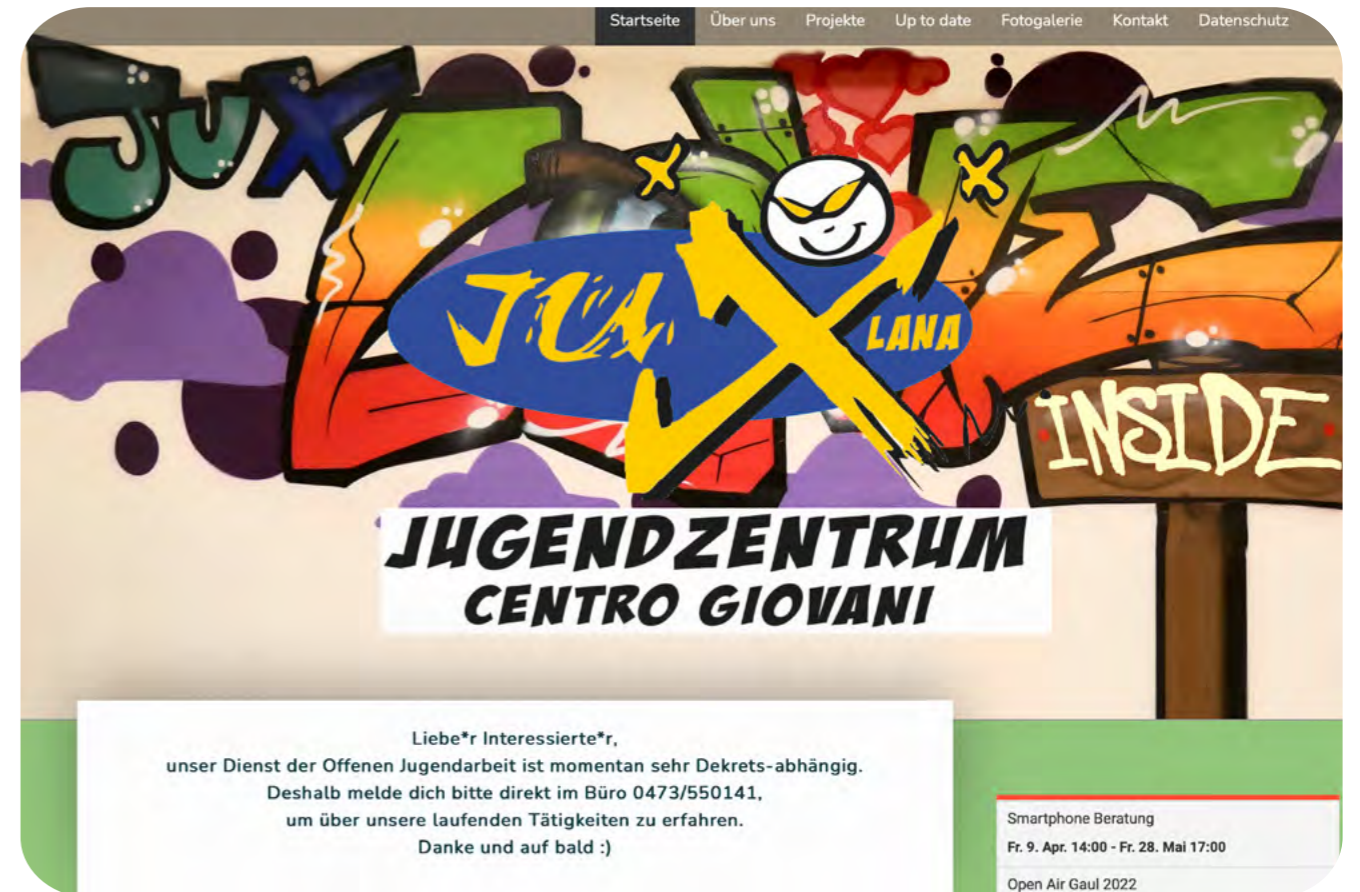 Startseite Über uns Projekte Up to date Fotogalerie Kontakt Datenschutz
JUX
LOVE
JUX
LANA
INSIDE
JUGENDZENTRUM
CENTRO GIOVANI
Liebe*r Interessierte*r,
unser Dienst der Offenen Jugendarbeit ist momentan sehr Dekrets-abhängig.
Deshalb melde dich bitte direkt im Büro 0473/550141,
um über unsere laufenden Tätigkeiten zu erfahren.
Danke und auf bald :)
Smartphone Beratung
Fr. 9. Apr. 14:00 - Fr. 28. Mai 17:00
Open Air Gaul 2022